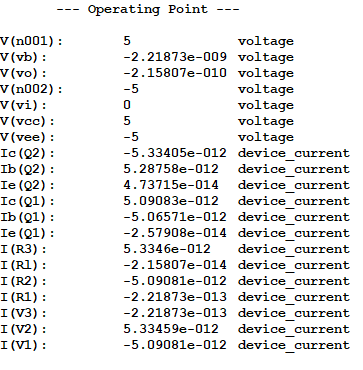 --- Operating Point ---
V(n001): 5 voltage
V(vb): -2.21873e-009 voltage
V(vo): -2.15807e-010 voltage
V(n002): -5 voltage
V(vi): 0 voltage
V(vcc): 5 voltage
V(vee): -5 voltage
Ic(Q2): -5.33405e-012 device_current
Ib(Q2): 5.28758e-012 device_current
Ie(Q2): 4.73715e-014 device_current
Ic(Q1): 5.09083e-012 device_current
Ib(Q1): -5.06571e-012 device_current
Ie(Q1): -2.57908e-014 device_current
I(R3): 5.3346e-012 device_current
I(Rl): -2.15807e-014 device_current
I(R2): -5.09081e-012 device_current
I(R1): -2.21873e-013 device_current
I(V3): -2.21873e-013 device_current
I(V2): 5.33459e-012 device_current
I(V1): -5.09081e-012 device_current